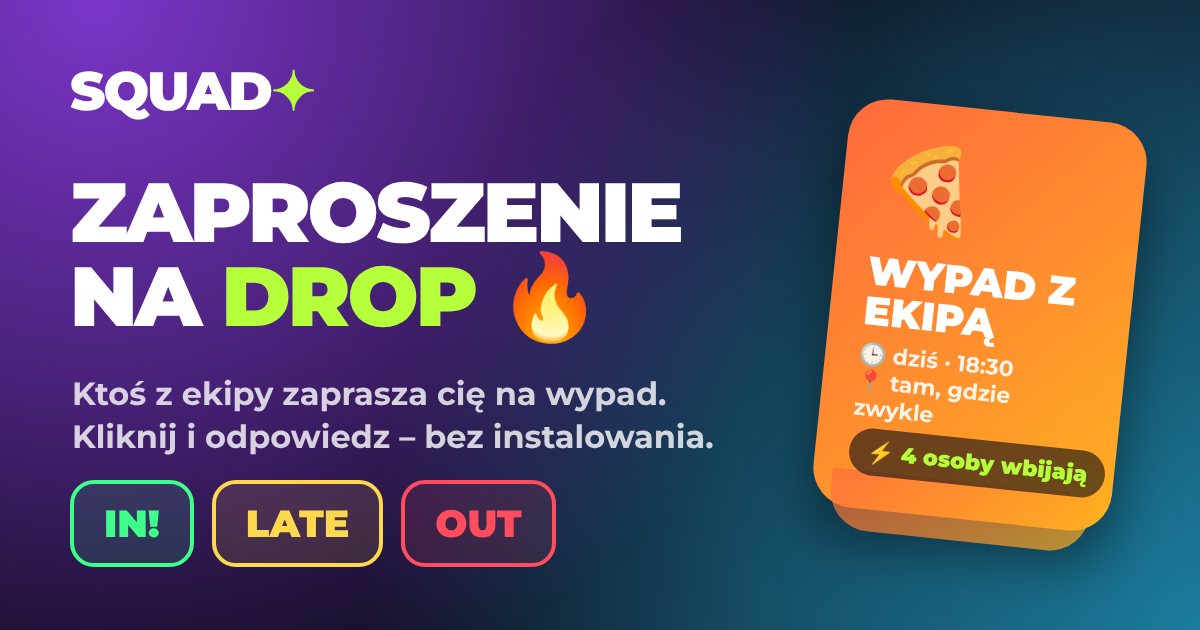 SQUAD
ZAPROSZENIE
NA DROP 🔥
Ktoś z ekipy zaprasza cię na wypad.
Kliknij i odpowiedz – bez instalowania.
IN!
LATE
OUT
WYPAD Z
EKIPĄ
🕒 dziś · 18:30
📍 tam, gdzie
zwykle
⚡ 4 osoby wbijają